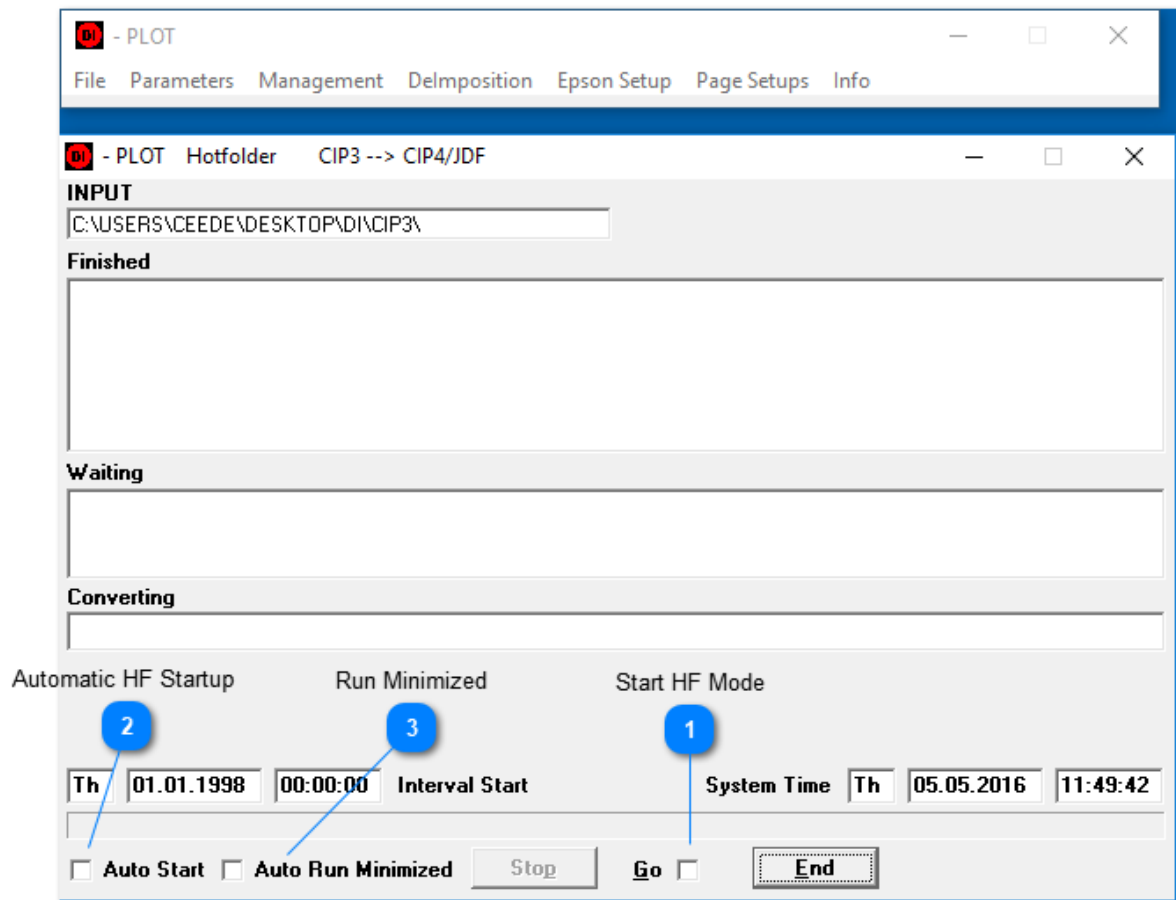 DI - PLOT
File Parameters Management DeImposition Epson Setup Page Setups Info
DI - PLOT Hotfolder CIP3 --> CIP4/JDF
INPUT
C:\USERS\CEEDE\DESKTOP\DI\CIP3\
Finished
Waiting
Converting
Automatic HF Startup Run Minimized Start HF Mode
2 3 1
Th 01.01.1998 00:00:00 Interval Start System Time Th 05.05.2016 11:49:42
Auto Start Auto Run Minimized Stop Go End